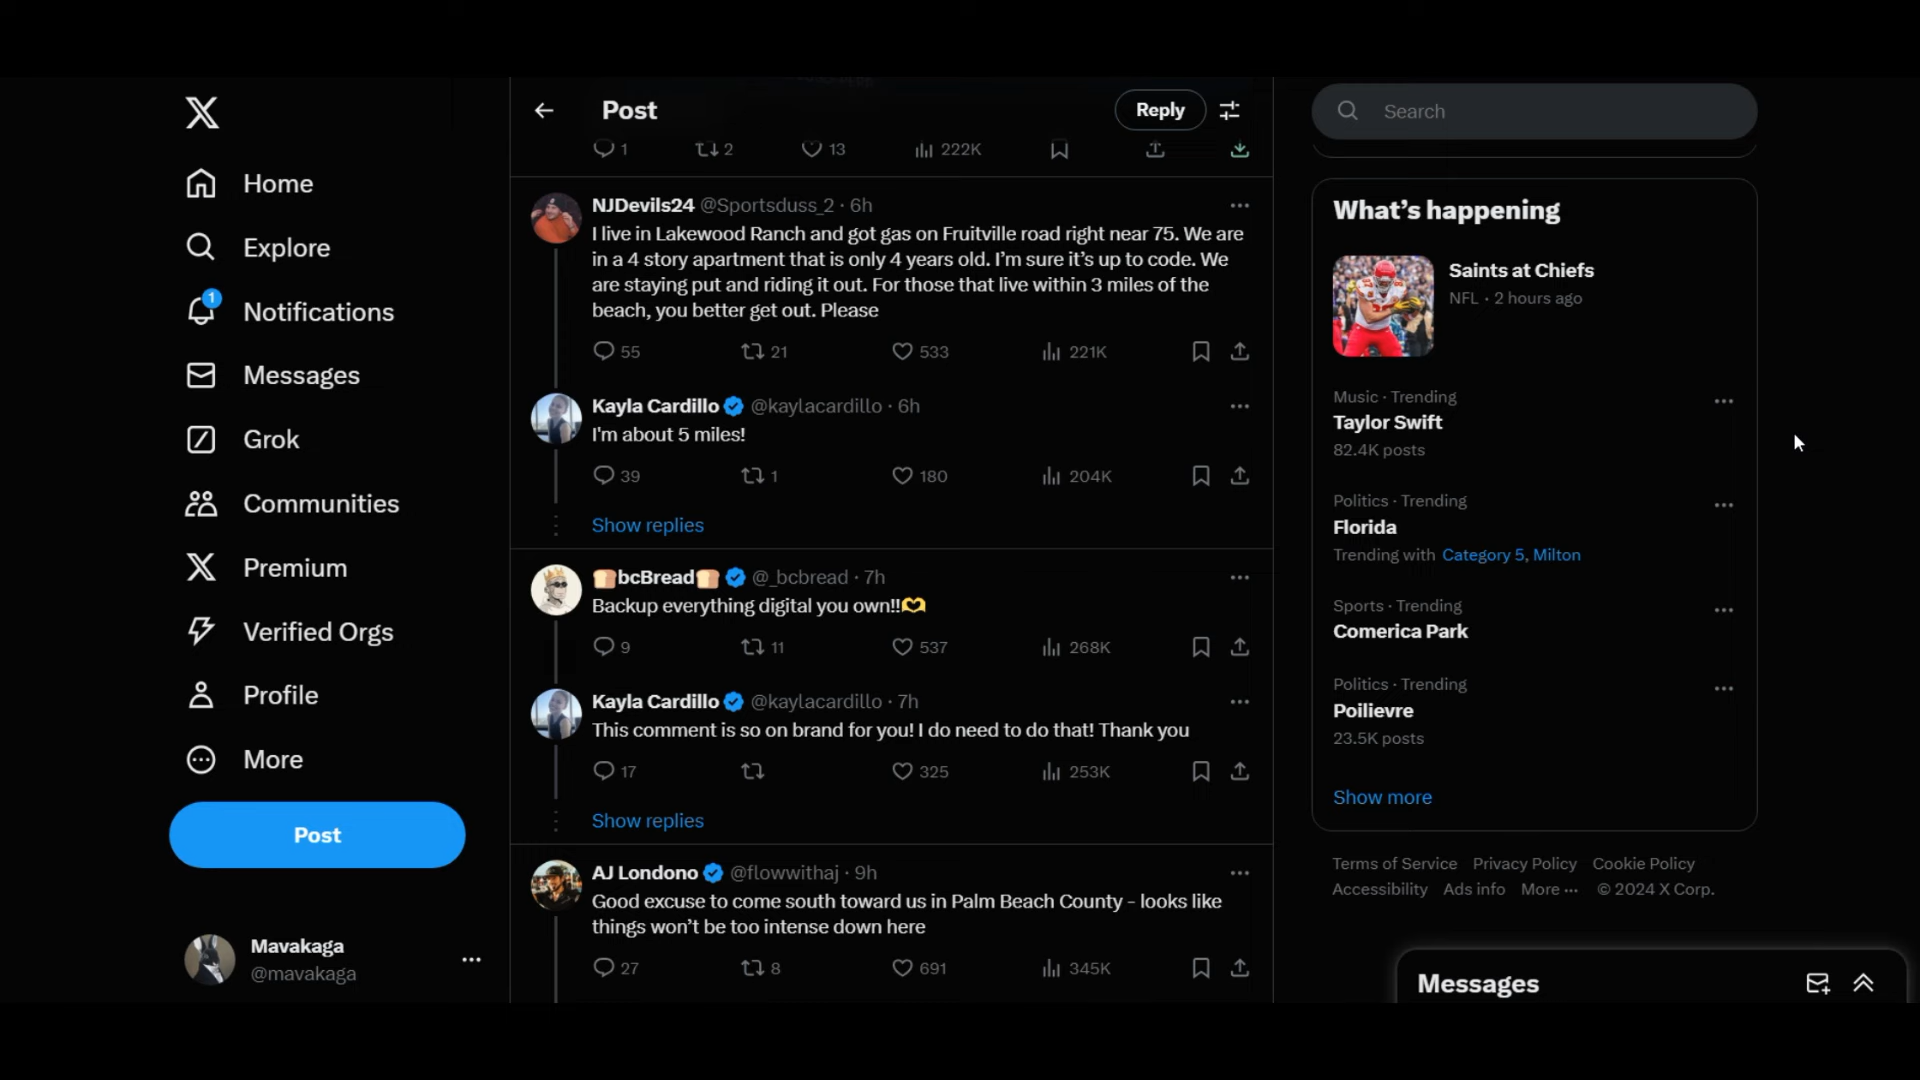 Post
Reply
Search
1
2
13
222K
Home
Explore
1
Notifications
Messages
Grok
Communities
Premium
Verified Orgs
Profile
More
Post
Mavakaga
@mavakaga
NJDevils24 @Sportsduss_2 · 6h
I live in Lakewood Ranch and got gas on Fruitville road right near 75. We are
in a 4 story apartment that is only 4 years old. I'm sure it's up to code. We
are staying put and riding it out. For those that live within 3 miles of the
beach, you better get out. Please
55 21 533 221K
Kayla Cardillo @kaylacardillo · 6h
I'm about 5 miles!
39 1 180 204K
Show replies
bcBread @_bcbread · 7h
Backup everything digital you own!!
9 11 537 268K
Kayla Cardillo @kaylacardillo · 7h
This comment is so on brand for you! I do need to do that! Thank you
17 325 253K
Show replies
AJ Londono @flowwithaj · 9h
Good excuse to come south toward us in Palm Beach County - looks like
things won't be too intense down here
27 8 691 345K
What's happening
Saints at Chiefs
NFL · 2 hours ago
Music · Trending
Taylor Swift
82.4K posts
Politics · Trending
Florida
Trending with Category 5, Milton
Sports · Trending
Comerica Park
Politics · Trending
Poilievre
23.5K posts
Show more
Terms of Service Privacy Policy Cookie Policy
Accessibility Ads info More ··· © 2024 X Corp.
Messages